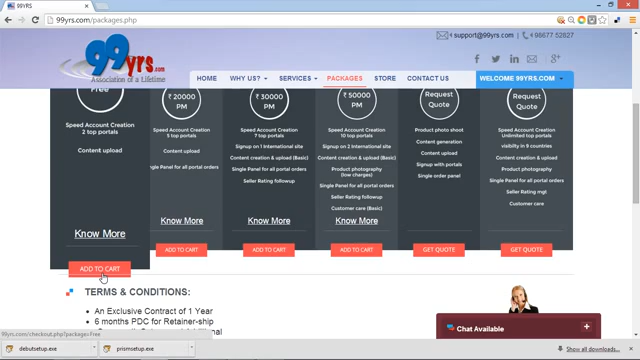 99YRS
99yrs.com/packages.php
support@99yrs.com
98677 52827
99yrs.com
Association of a Lifetime
HOME WHY US? SERVICES PACKAGES STORE CONTACT US WELCOME 99YRS.COM
Free
₹ 20000 PM
₹ 30000 PM
₹ 50000 PM
Request Quote
Request Quote
Speed Account Creation
2 top portals
Content upload
Know More
ADD TO CART
Speed Account Creation
5 top portals
Content upload
Single Panel for all portal orders
Know More
ADD TO CART
Speed Account Creation
7 top portals
Signup on 1 International site
Content creation & upload (Basic)
Single Panel for all portal orders
Seller Rating followup
Know More
ADD TO CART
Speed Account Creation
10 top portals
Signup on 2 International site
Content creation & upload (Basic)
Product photography
(low charges)
Single Panel for all portal orders
Seller Rating followup
Customer care (Basic)
Know More
ADD TO CART
Product photo shoot
Content generation
Content upload
Signup with portals
Single order panel
GET QUOTE
Speed Account Creation
Unlimited top portals
visiblity in 9 countries
Content creation & upload
Product photography
Single Panel for all portal orders
Seller Rating mgt
Customer care
GET QUOTE
TERMS & CONDITIONS:
An Exclusive Contract of 1 Year
6 months PDC for Retainer-ship
Chat Available
99yrs.com/checkout.php?package=Free
debutsetup.exe
prismsetup.exe
Show all downloads...